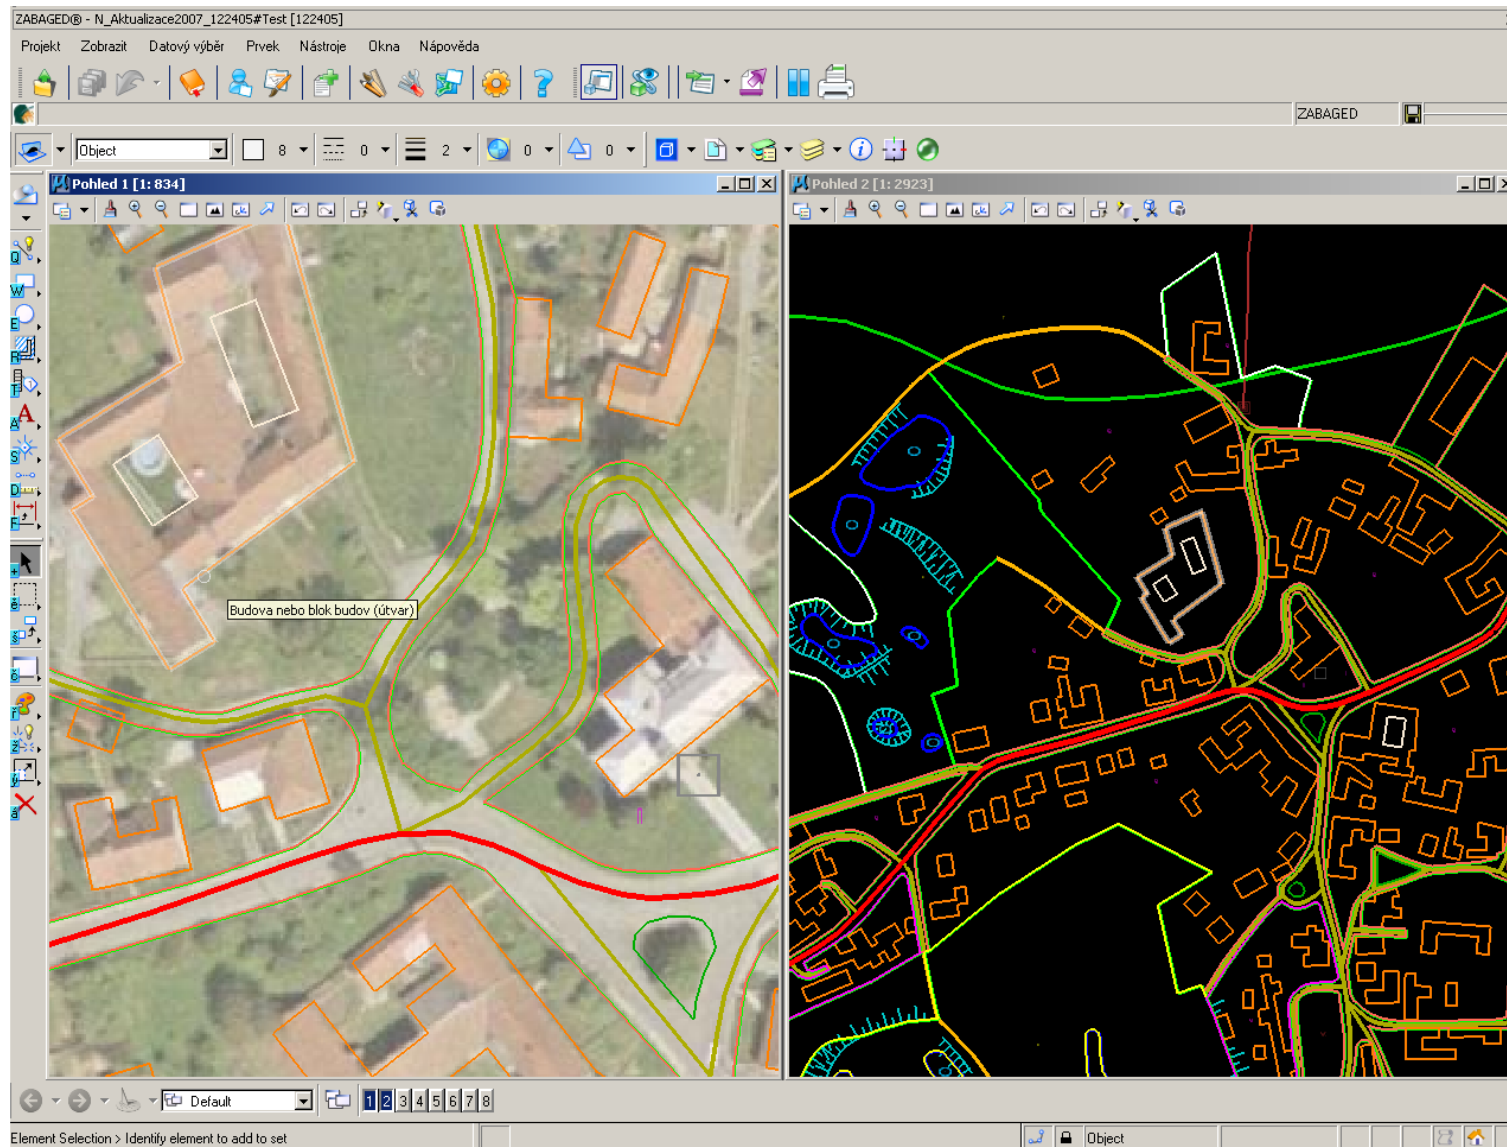 ZABAGED® - N_Aktualizace2007_122405#Test [122405]
Projekt Zobrazit Datový výběr Prvek Nástroje Okna Nápověda
ZABAGED
Object 8 0 2 0 0
Pohled 1 [1: 834]
Pohled 2 [1: 2923]
Q
W
E
R
T
A
S
D
F
+
ě
š
č
ř
ž
ý
á
Budova nebo blok budov (útvar)
Default 1 2 3 4 5 6 7 8
Element Selection > Identify element to add to set
Object